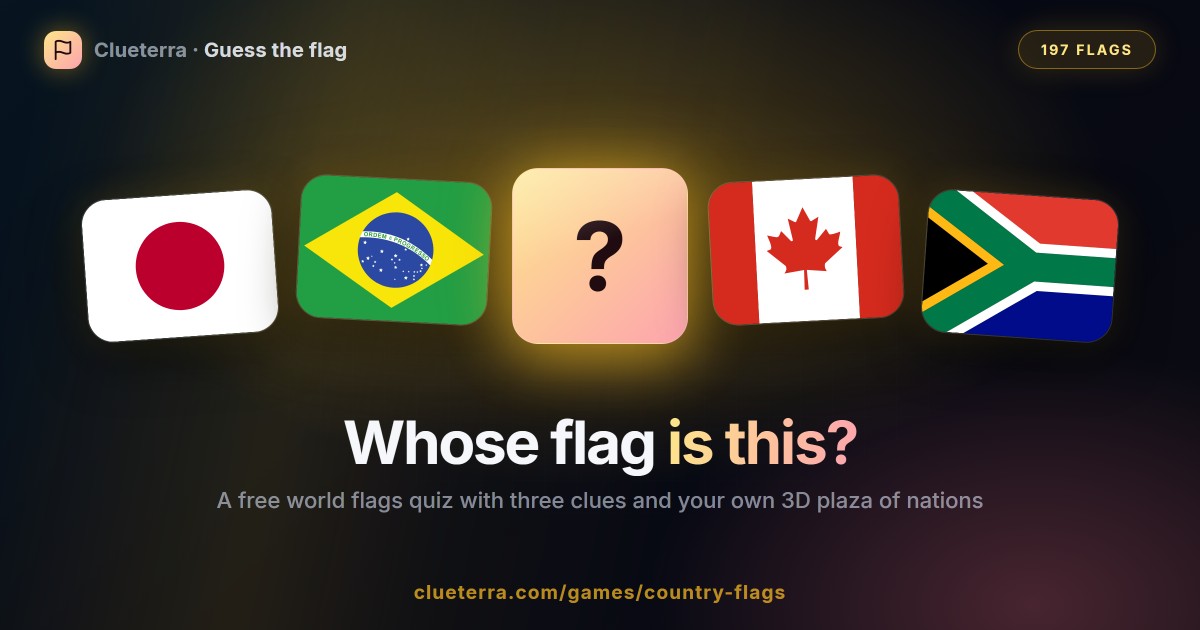 Clueterra · Guess the flag
197 FLAGS
ORDEM E PROGRESSO
?
Whose flag is this?
A free world flags quiz with three clues and your own 3D plaza of nations
clueterra.com/games/country-flags